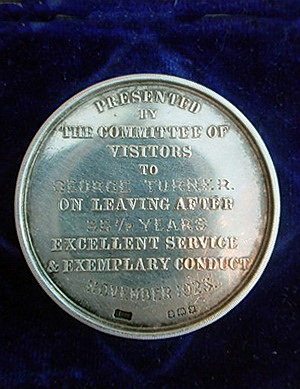 PRESENTED
BY
THE COMMITTEE OF
VISITORS
TO
GEORGE TURNER.
ON LEAVING AFTER
YEARS
EXCELLENT SERVICE
& EXEMPLARY CONDUCT
NOVEMBER